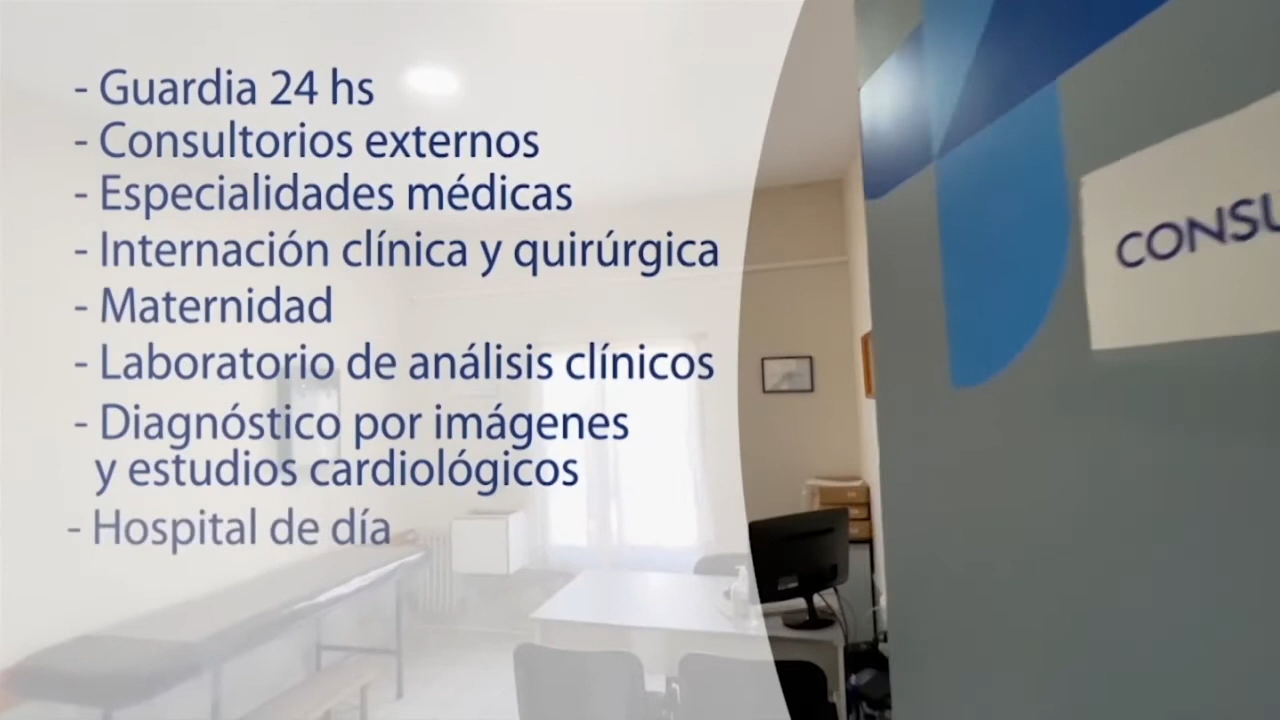 - Guardia 24 hs
- Consultorios externos
- Especialidades médicas
- Internación clínica y quirúrgica
- Maternidad
- Laboratorio de análisis clínicos
- Diagnóstico por imágenes
y estudios cardiológicos
- Hospital de día
CONSU